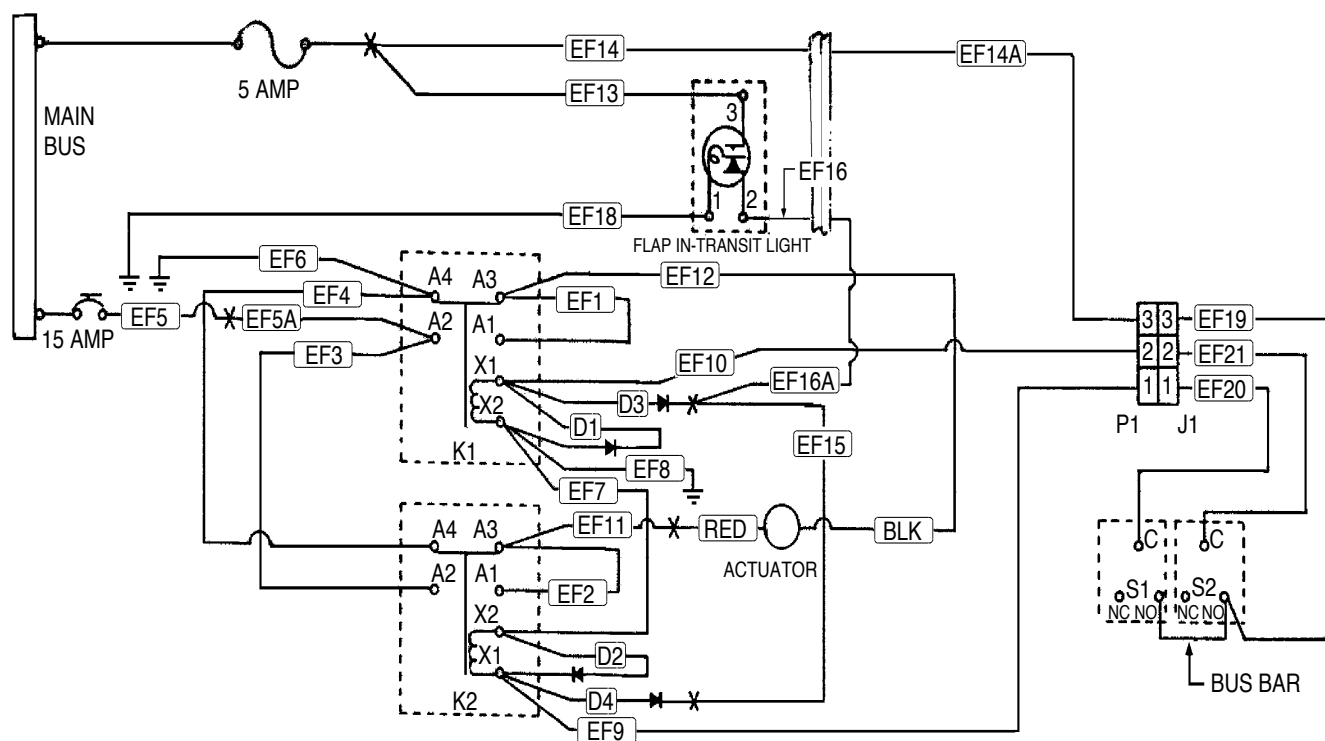 EF14
EF14A
5 AMP
EF13
MAIN
BUS
3
EF16
1 2
EF18
FLAP IN-TRANSIT LIGHT
EF6
EF12
A4 A3
EF4
EF1
EF5
EF5A
A2 A1
15 AMP
3 3
EF19
EF3
EF10
2 2
EF21
X1
EF16A
1 1
EF20
D3
X2
D1
P1 J1
K1
EF8
EF15
EF7
A4 A3
EF11
RED
BLK
ACTUATOR
C C
A2 A1
EF2
S1 S2
NC NO NC NO
X2
D2
X1
BUS BAR
D4
K2
EF9